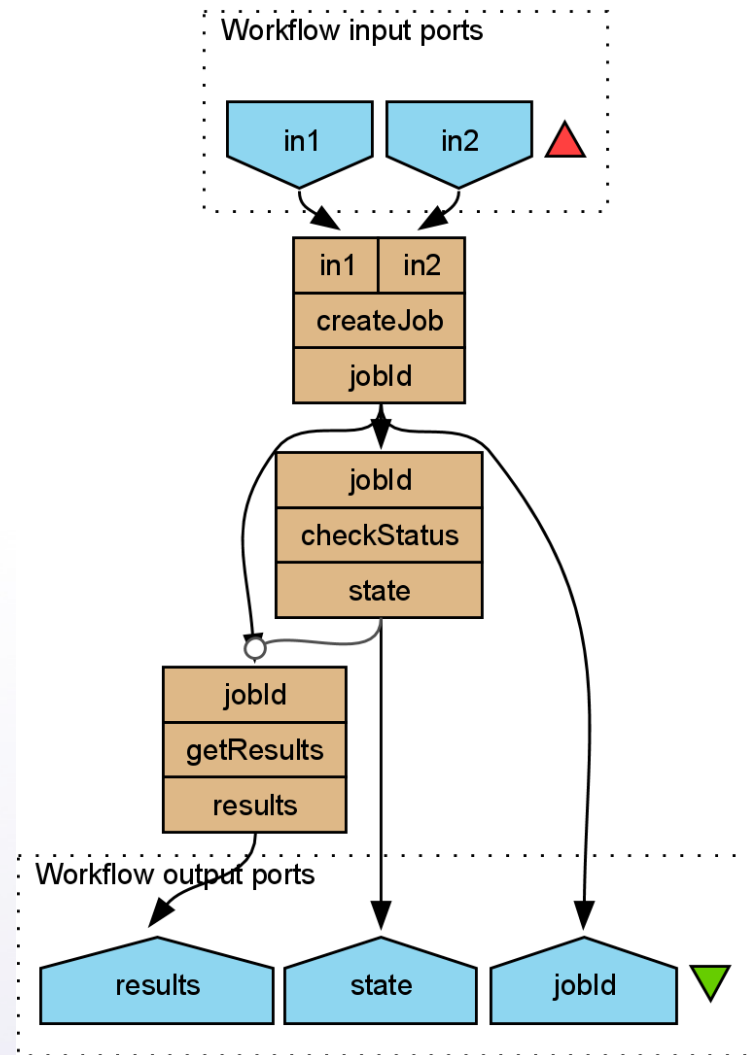 Workflow input ports
in1
in2
in1
in2
createJob
jobId
jobId
checkStatus
state
jobId
getResults
results
Workflow output ports
results
state
jobId